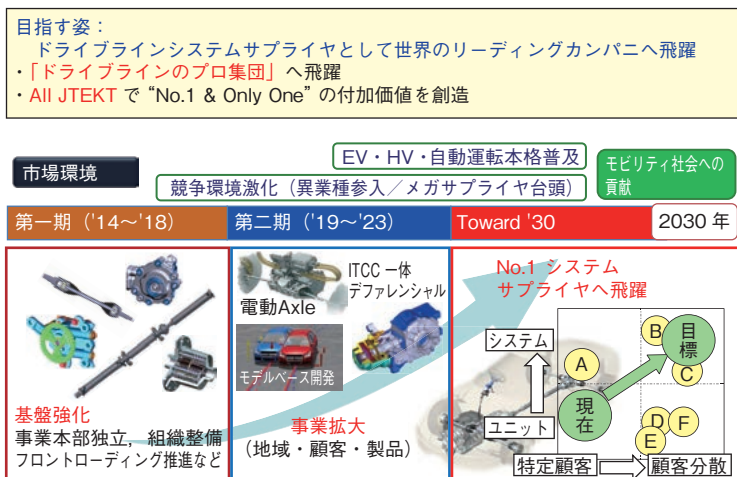 目指す姿：
ドライブラインシステムサプライヤとして世界のリーディングカンパニへ飛躍
・「ドライブラインのプロ集団」へ飛躍
・All JTEKT で “No.1 & Only One” の付加価値を創造
市場環境
EV・HV・自動運転本格普及
競争環境激化（異業種参入／メガサプライヤ台頭）
モビリティ社会への
貢献
第一期（'14～'18）
第二期（'19～'23）
Toward '30
2030 年
基盤強化
事業本部独立，組織整備
フロントローディング推進など
ITCC 一体
デファレンシャル
電動Axle
モデルベース開発
事業拡大
（地域・顧客・製品）
No.1 システム
サプライヤへ飛躍
システム
ユニット
A
B
目
標
C
現
在
D
F
E
特定顧客
顧客分散